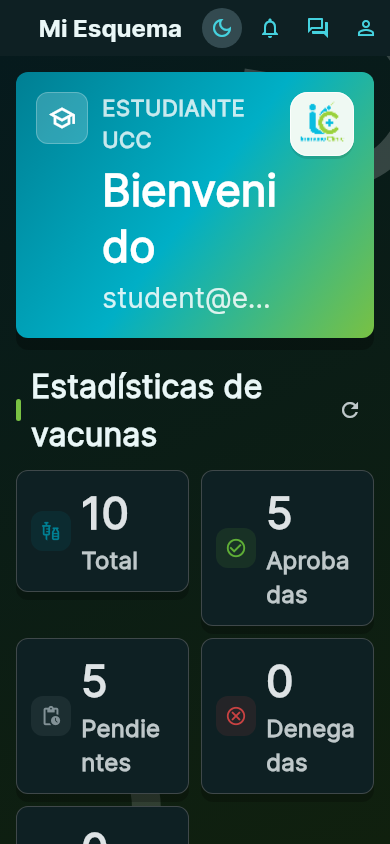 Mi Esquema
ESTUDIANTE
UCC
Bienveni
do
student@e...
Estadísticas de
vacunas
10
Total
5
Aproba
das
5
Pendie
ntes
0
Denega
das
0